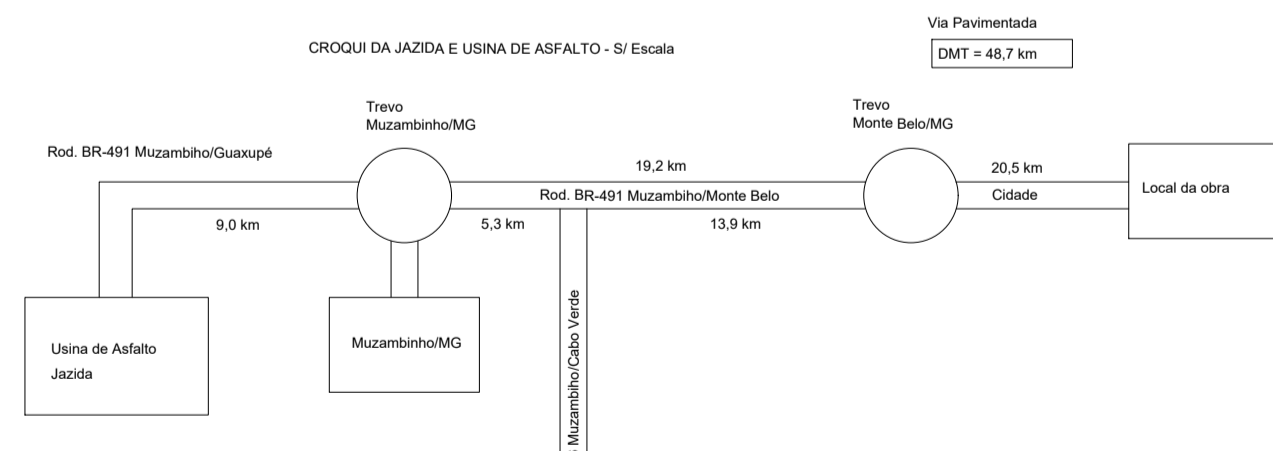 Via Pavimentada
CROQUI DA JAZIDA E USINA DE ASFALTO - S/ Escala
DMT = 48,7 km
Trevo
Muzambinho/MG
Trevo
Monte Belo/MG
Rod. BR-491 Muzambiho/Guaxupé
19,2 km
20,5 km
Rod. BR-491 Muzambiho/Monte Belo
Cidade
Local da obra
9,0 km
5,3 km
13,9 km
Muzambiho/Cabo Verde
Usina de Asfalto
Jazida
Muzambinho/MG